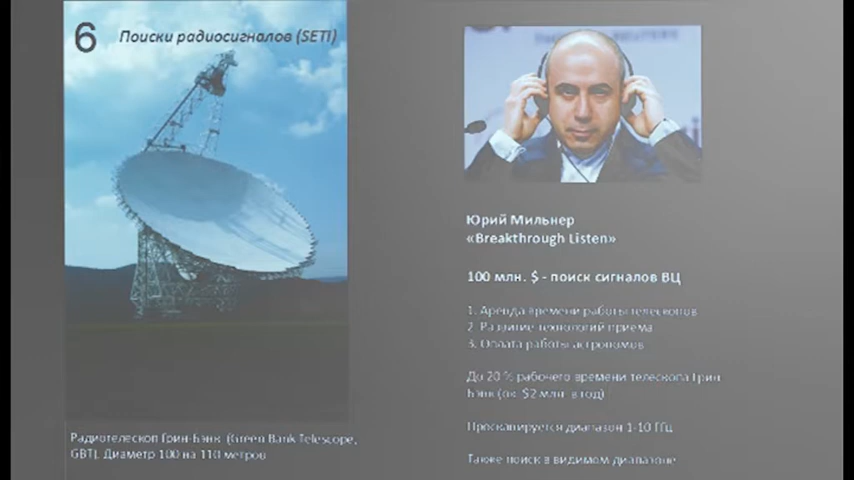 6
Поиски радиосигналов (SETI)
Радиотелескоп Грин-Бэнк (Green Bank Telescope,
GBT). Диаметр 100 на 110 метров
Юрий Мильнер
«Breakthrough Listen»
100 млн. $ - поиск сигналов ВЦ
1. Аренда времени работы телескопов
2. Развитие технологий приема
3. Оплата работы астрономов
До 20 % рабочего времени телескопа Грин
Бэнк (ок. $2 млн. в год)
Просканируется диапазон 1-10 ГГц
Также поиск в видимом диапазоне